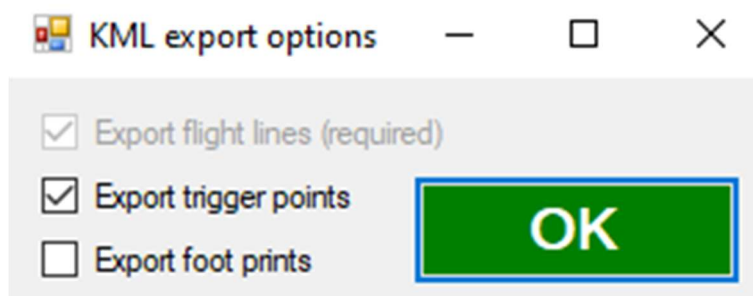 KML export options
Export flight lines (required)
Export trigger points
Export foot prints
OK